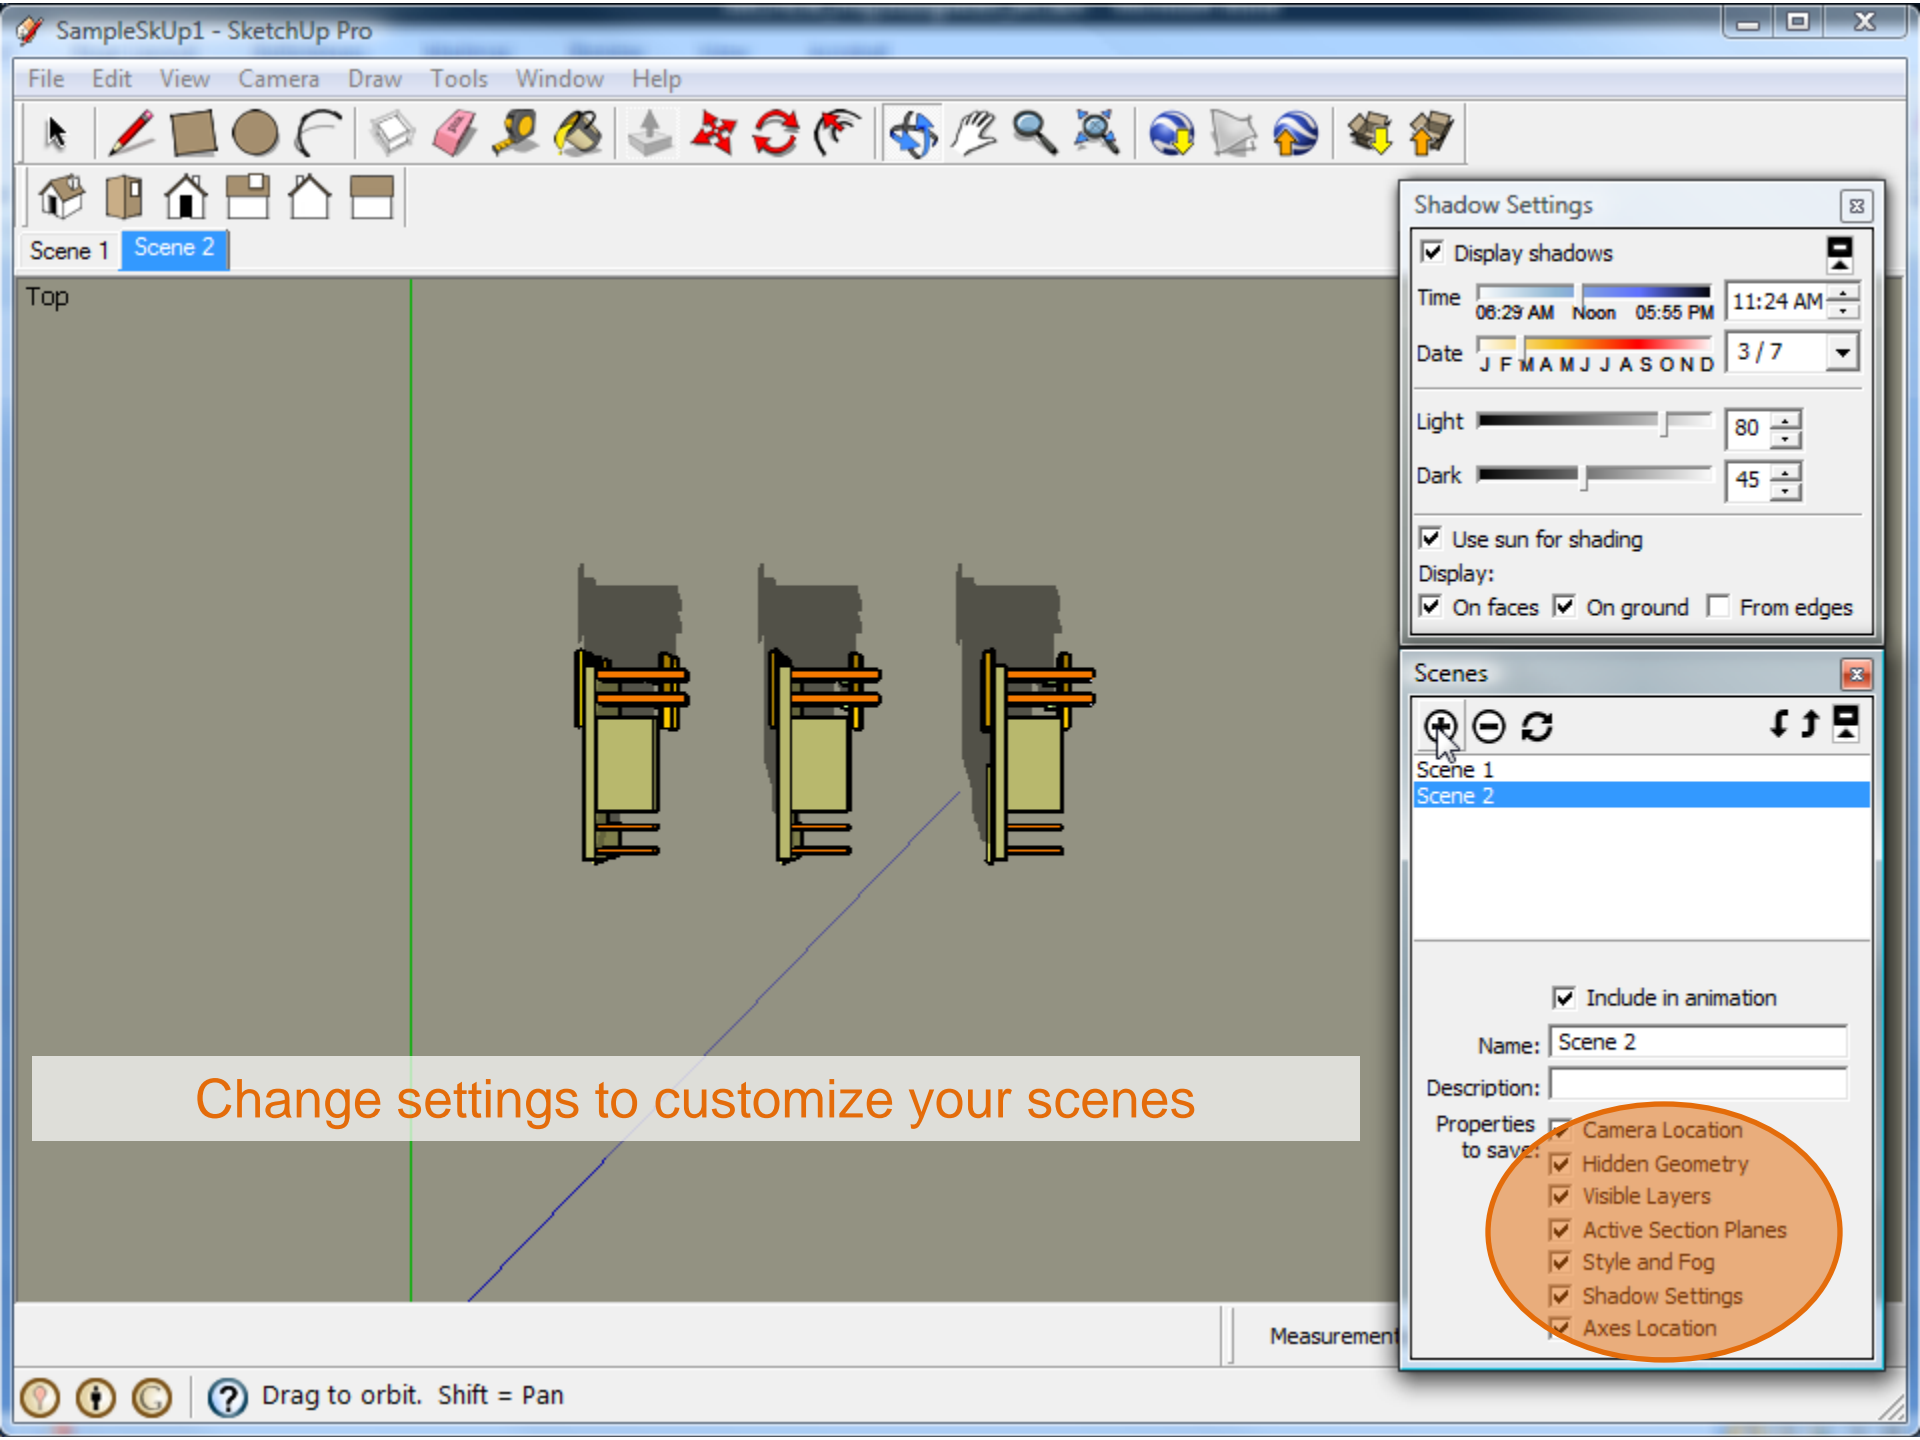 SampleSkUp1 - SketchUp Pro
File Edit View Camera Draw Tools Window Help
Scene 1 Scene 2
Top
Shadow Settings
Display shadows
Time 06:29 AM Noon 05:55 PM 11:24 AM
Date J F M A M J J A S O N D 3 / 7
Light 80
Dark 45
Use sun for shading
Display:
On faces On ground From edges
Scenes
Scene 1
Scene 2
Include in animation
Name: Scene 2
Description:
Properties to save:
Camera Location
Hidden Geometry
Visible Layers
Active Section Planes
Style and Fog
Shadow Settings
Axes Location
Change settings to customize your scenes
Measurement
Drag to orbit. Shift = Pan